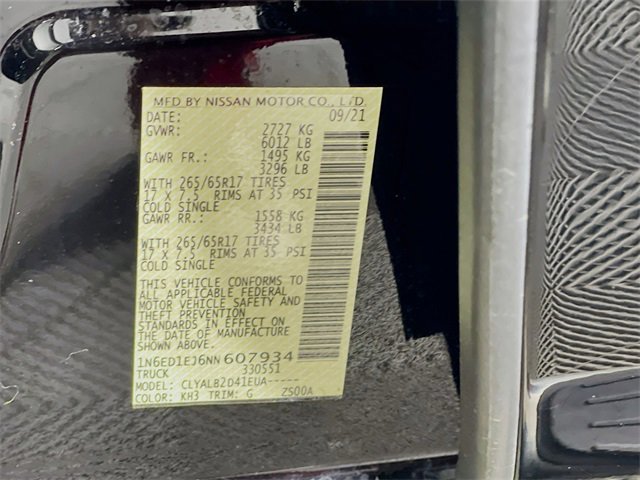 MFD BY NISSAN MOTOR CO., LTD.
DATE: 09/21
GVWR: 2727 KG
6012 LB
GAWR FR.: 1495 KG
3296 LB
WITH 265/65R17 TIRES
17 X 7.5 RIMS AT 35 PSI
COLD SINGLE
GAWR RR.: 1558 KG
3434 LB
WITH 265/65R17 TIRES
17 X 7.5 RIMS AT 35 PSI
COLD SINGLE
THIS VEHICLE CONFORMS TO
ALL APPLICABLE FEDERAL
MOTOR VEHICLE SAFETY AND
THEFT PREVENTION
STANDARDS IN EFFECT ON
THE DATE OF MANUFACTURE
SHOWN ABOVE.
1N6ED1EJ6NN607934
TRUCK 330551
MODEL: CLYALB2D41EUA-----
COLOR: KH3 TRIM: G ZS00A